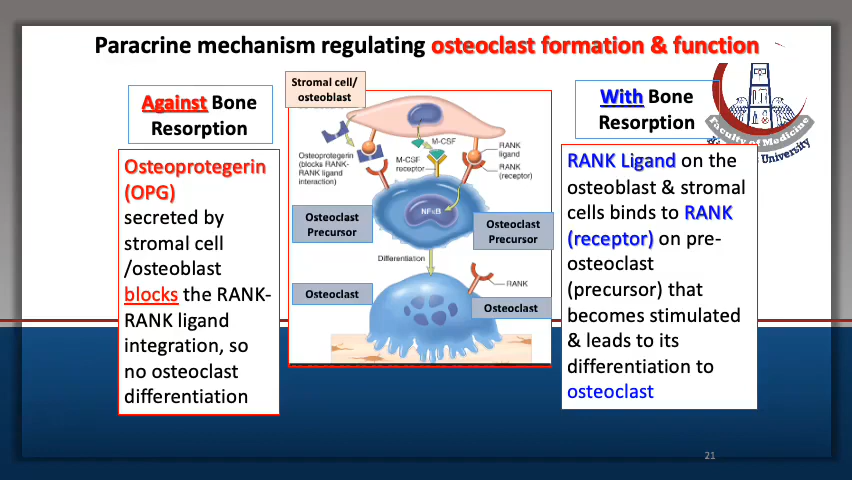 Paracrine mechanism regulating osteoclast formation & function
Against Bone
Resorption
Osteoprotegerin
(OPG)
secreted by
stromal cell
/osteoblast
blocks the RANK-
RANK ligand
integration, so
no osteoclast
differentiation
Stromal cell/
osteoblast
M-CSF
Osteoprotegerin
(blocks RANK-
RANK ligand
interaction)
M-CSF
receptor
RANK
ligand
RANK
(receptor)
NFκB
Osteoclast
Precursor
Osteoclast
Precursor
Differentiation
RANK
Osteoclast
Osteoclast
With Bone
Resorption
Faculty of Medicine
University
RANK Ligand on the
osteoblast & stromal
cells binds to RANK
(receptor) on pre-
osteoclast
(precursor) that
becomes stimulated
& leads to its
differentiation to
osteoclast
21